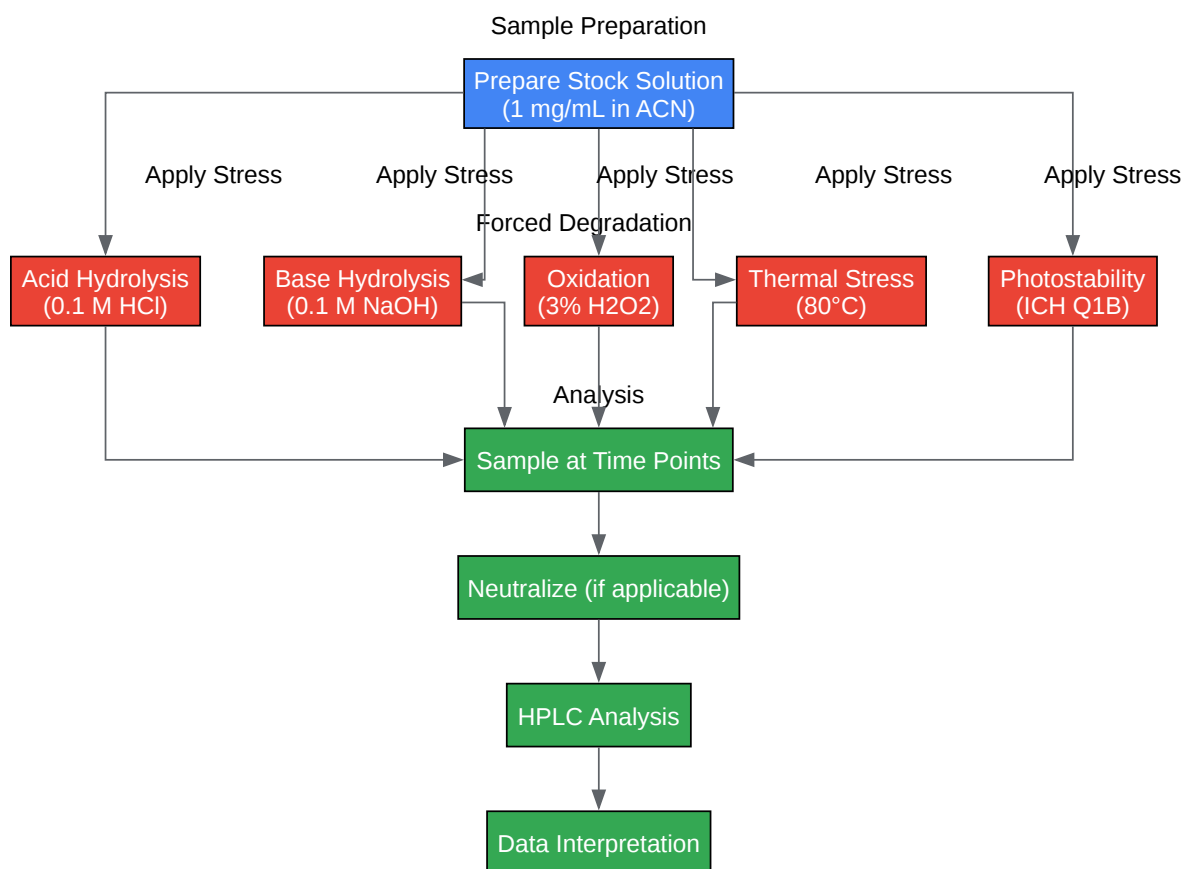 Sample Preparation
Prepare Stock Solution
(1 mg/mL in ACN)
Apply Stress
Apply Stress
Apply Stress
Apply Stress
Apply Stress
Forced Degradation
Acid Hydrolysis
(0.1 M HCl)
Base Hydrolysis
(0.1 M NaOH)
Oxidation
(3% H2O2)
Thermal Stress
(80°C)
Photostability
(ICH Q1B)
Analysis
Sample at Time Points
Neutralize (if applicable)
HPLC Analysis
Data Interpretation